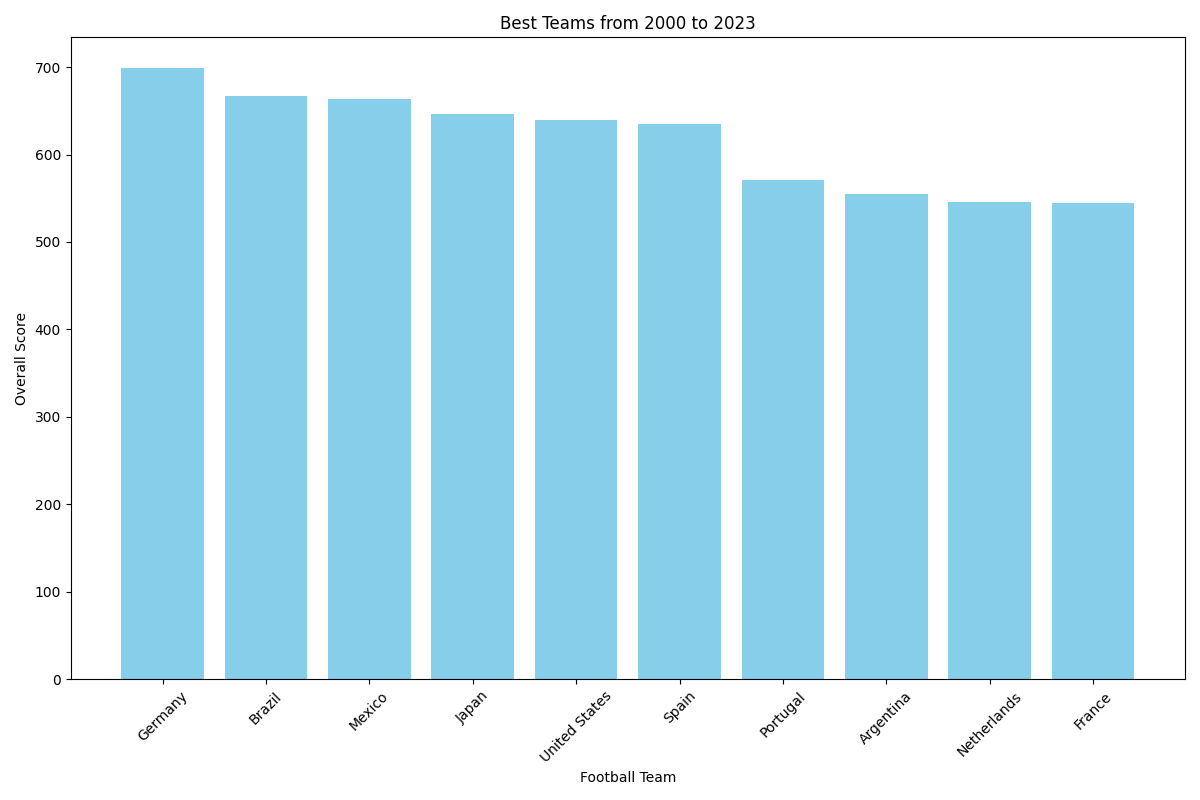 Best Teams from 2000 to 2023
Overall Score
700
600
500
400
300
200
100
0
Germany
Brazil
Mexico
Japan
United States
Spain
Portugal
Argentina
Netherlands
France
Football Team